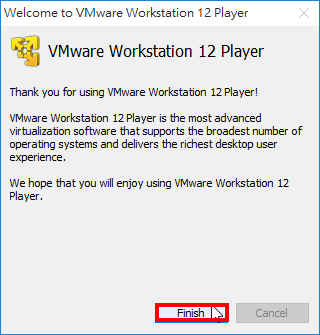 Welcome to VMware Workstation 12 Player
VMware Workstation 12 Player
Thank you for using VMware Workstation 12 Player!
VMware Workstation 12 Player is the most advanced
virtualization software that supports the broadest number of
operating systems and delivers the richest desktop user
experience.
We hope that you will enjoy using VMware Workstation 12
Player.
Finish
Cancel